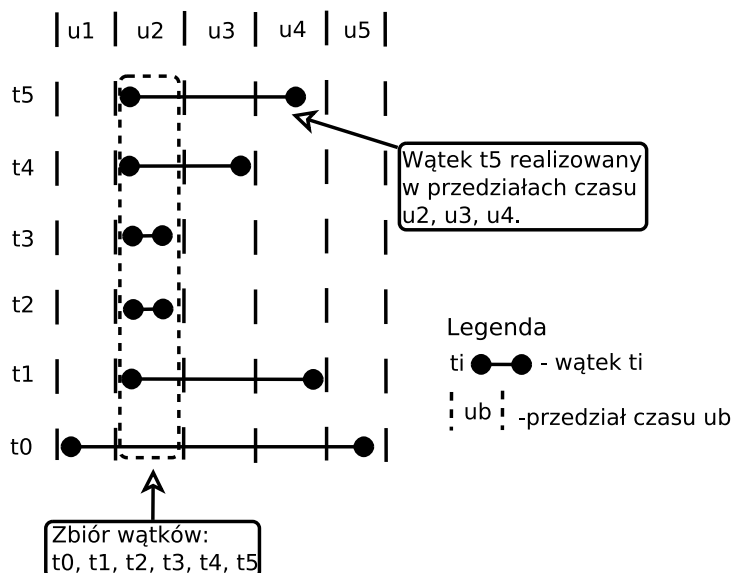 u1 u2 u3 u4 u5
t5
t4
Wątek t5 realizowany
w przedziałach czasu
u2, u3, u4.
t3
t2
Legenda
ti - wątek ti
t1
ub -przedział czasu ub
t0
Zbiór wątków:
t0, t1, t2, t3, t4, t5